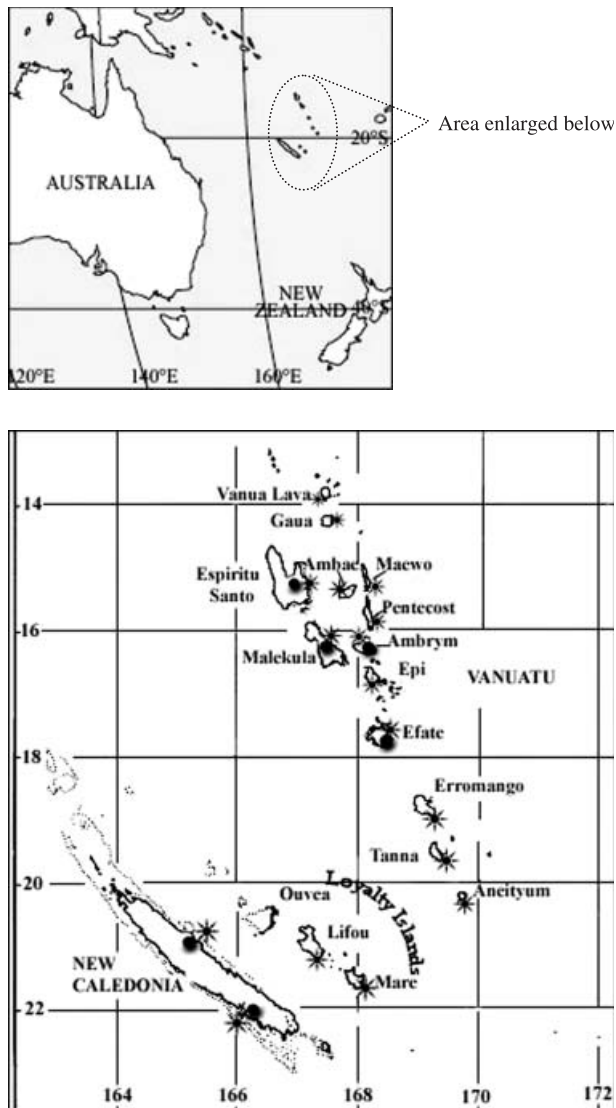 Area enlarged below
20°S
AUSTRALIA
NEW
ZEALAND
40°S
120°E
140°E
160°E
Vanua Lava
14
Gaua
Ambae
Maewo
Espiritu
Santo
Pentecost
16
Ambrym
Malekula
Epi
VANUATU
Efate
18
Erromango
Tanna
20
Aneityum
Loyalty Islands
Ouvea
Lifou
NEW
CALEDONIA
Mare
22
164
166
168
170
172